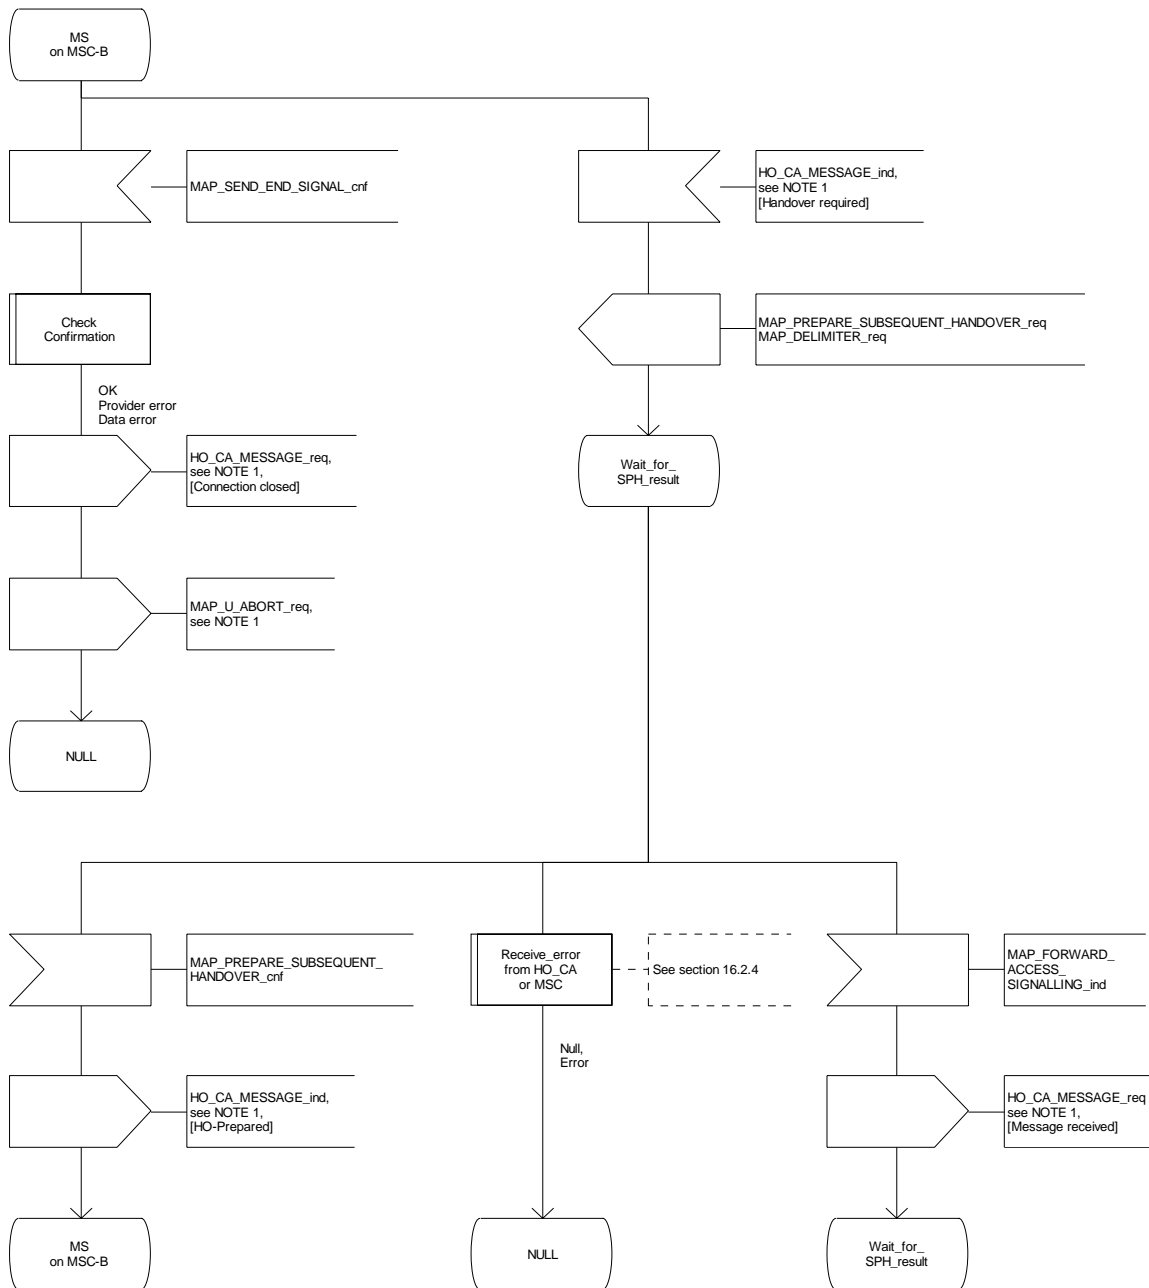 MS
on MSC-B
MAP_SEND_END_SIGNAL_cnf
HO_CA_MESSAGE_ind,
see NOTE 1
[Handover required]
Check
Confirmation
MAP_PREPARE_SUBSEQUENT_HANDOVER_req
MAP_DELIMITER_req
OK
Provider error
Data error
HO_CA_MESSAGE_req,
see NOTE 1,
[Connection closed]
Wait_for_
SPH_result
MAP_U_ABORT_req,
see NOTE 1
NULL
MAP_PREPARE_SUBSEQUENT_
HANDOVER_cnf
Receive_error
from HO_CA
or MSC
See section 16.2.4
MAP_FORWARD_
ACCESS_
SIGNALLING_ind
Null,
Error
HO_CA_MESSAGE_ind,
see NOTE 1,
[HO-Prepared]
HO_CA_MESSAGE_req
see NOTE 1,
[Message received]
MS
on MSC-B
NULL
Wait_for_
SPH_result